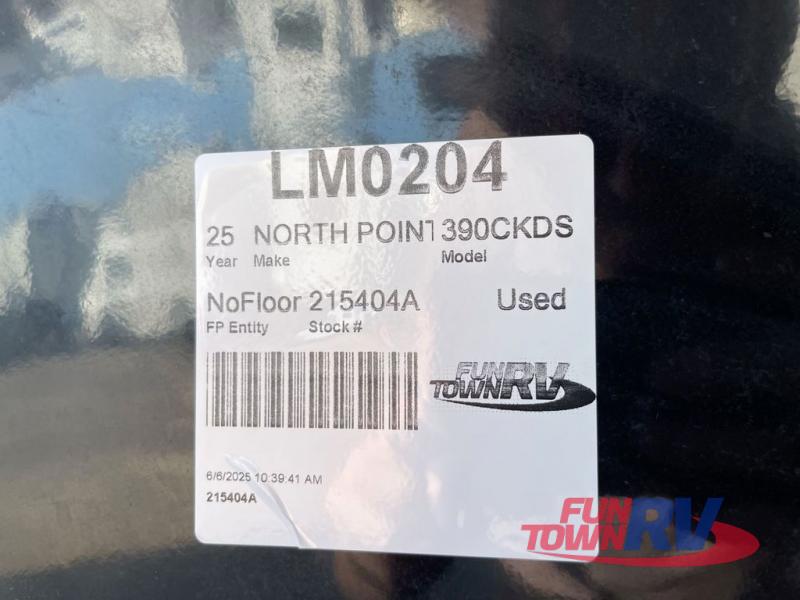 LM0204
25 NORTH POINT 390CKDS
Year Make Model
NoFloor 215404A Used
FP Entity Stock #
FUN
TOWN RV
6/6/2025 10:39:41 AM
215404A
FUN
TOWN RV